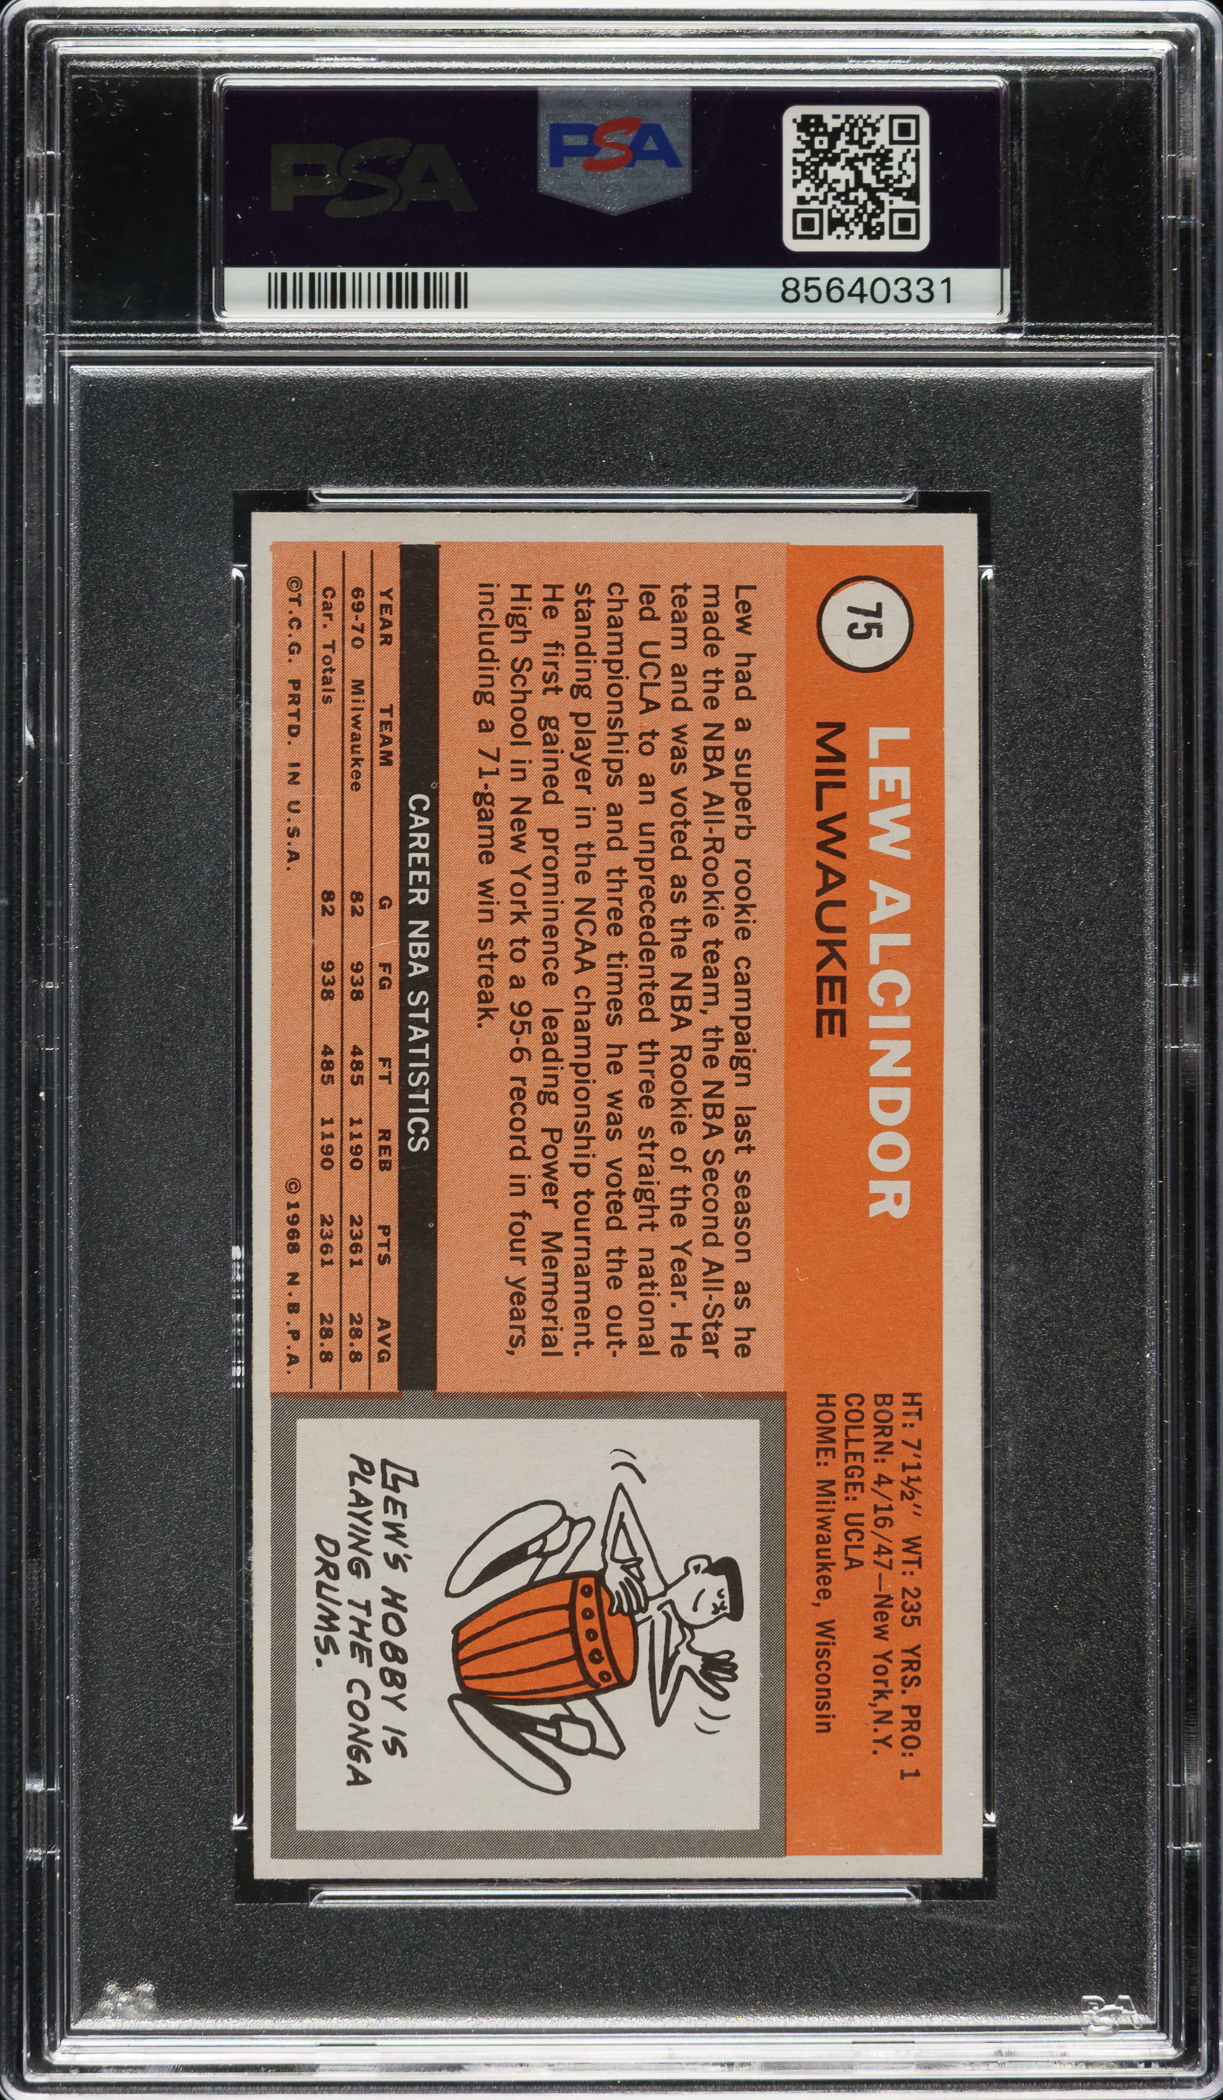 PSA
PSA
85640331
75
LEW ALCINDOR
MILWAUKEE
HT: 7'1½" WT: 235 YRS. PRO: 1
BORN: 4/16/47—New York, N.Y.
COLLEGE: UCLA
HOME: Milwaukee, Wisconsin
Lew had a superb rookie campaign last season as he
made the NBA All-Rookie team, the NBA Second All-Star
team and was voted as the NBA Rookie of the Year. He
led UCLA to an unprecedented three straight national
championships and three times he was voted the out-
standing player in the NCAA championship tournament.
He first gained prominence leading Power Memorial
High School in New York to a 95-6 record in four years,
including a 71-game win streak.
CAREER NBA STATISTICS
YEAR TEAM G FG FT REB PTS AVG
69-70 Milwaukee 82 938 485 1190 2361 28.8
Car. Totals 82 938 485 1190 2361 28.8
©T.C.G. PRTD. IN U.S.A. ©1968 N.B.P.A.
LEW'S HOBBY IS
PLAYING THE CONGA
DRUMS.
PSA